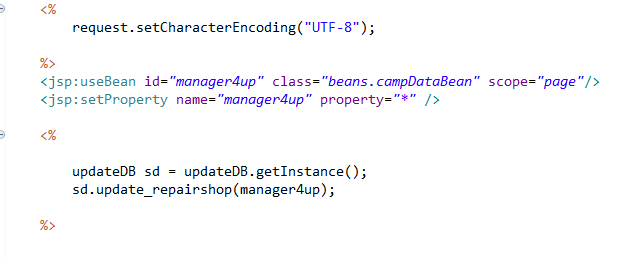 <%
request.setCharacterEncoding("UTF-8");
%>
<jsp:useBean id="manager4up" class="beans.campDataBean" scope="page"/>
<jsp:setProperty name="manager4up" property="*" />
<%
updateDB sd = updateDB.getInstance();
sd.update_repairshop(manager4up);
%>